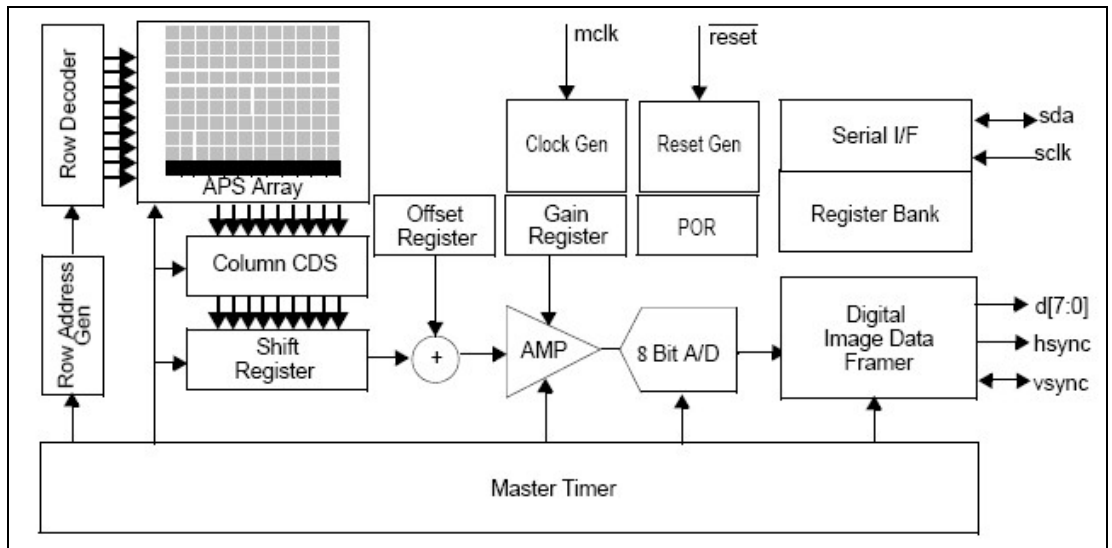 Row Decoder
APS Array
mclk
reset
Clock Gen
Reset Gen
Serial I/F
sda
sclk
Offset
Register
Gain
Register
POR
Register Bank
Column CDS
Row Address
Gen
Shift
Register
+
AMP
8 Bit A/D
Digital
Image Data
Framer
d[7:0]
hsync
vsync
Master Timer